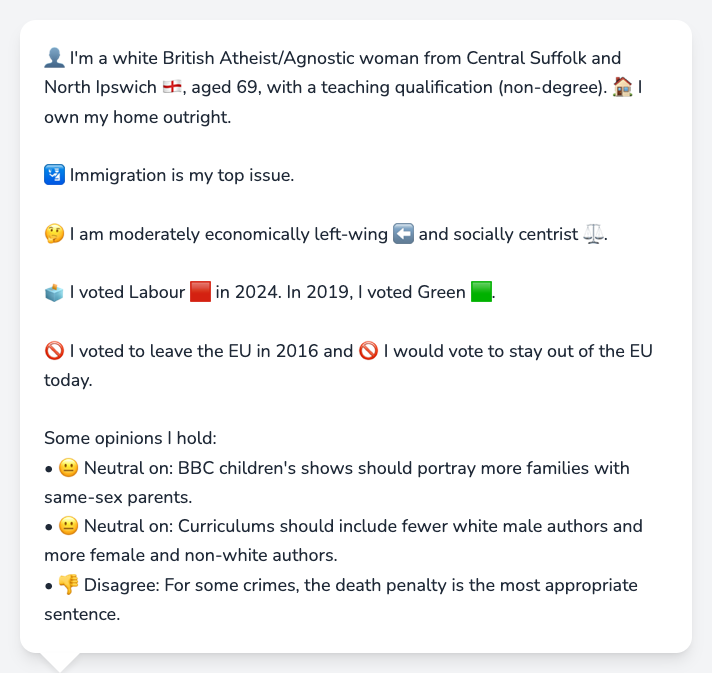 👤 I'm a white British Atheist/Agnostic woman from Central Suffolk and
North Ipswich 🏴󠁧󠁢󠁥󠁮󠁧󠁿, aged 69, with a teaching qualification (non-degree). 🏠 I
own my home outright.
🛂 Immigration is my top issue.
🤔 I am moderately economically left-wing ⬅️ and socially centrist ⚖️.
🗳️ I voted Labour 🟥 in 2024. In 2019, I voted Green 🟩.
🚫 I voted to leave the EU in 2016 and 🚫 I would vote to stay out of the EU
today.
Some opinions I hold:
• 😐 Neutral on: BBC children's shows should portray more families with
same-sex parents.
• 😐 Neutral on: Curriculums should include fewer white male authors and
more female and non-white authors.
• 👎 Disagree: For some crimes, the death penalty is the most appropriate
sentence.